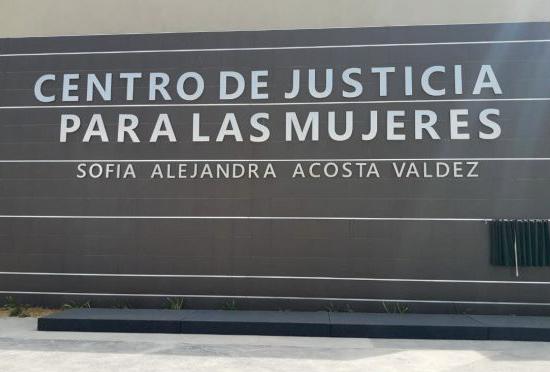 CENTRO DE JUSTICIA
PARA LAS MUJERES
SOFIA ALEJANDRA ACOSTA VALDEZ